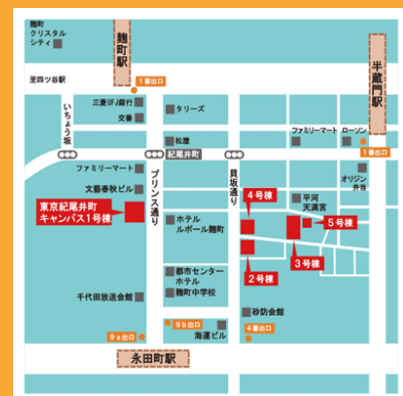 麹町
クリスタル
シティ
麹町駅
半蔵門駅
至四ツ谷駅
1番出口
いちょう坂
三菱UFJ銀行
交番
タリーズ
松屋
ファミリーマート
ローソン
1番出口
紀尾井町
プリンス通り
貝坂通り
ファミリーマート
文藝春秋ビル
オリジン
弁当
東京紀尾井町
キャンパス1号棟
4号棟
平河
天満宮
5号棟
ホテル
ルポール麹町
2号棟
3号棟
都市センター
ホテル
麹町中学校
千代田放送会館
砂防会館
9a出口
9b出口
海運ビル
4番出口
永田町駅